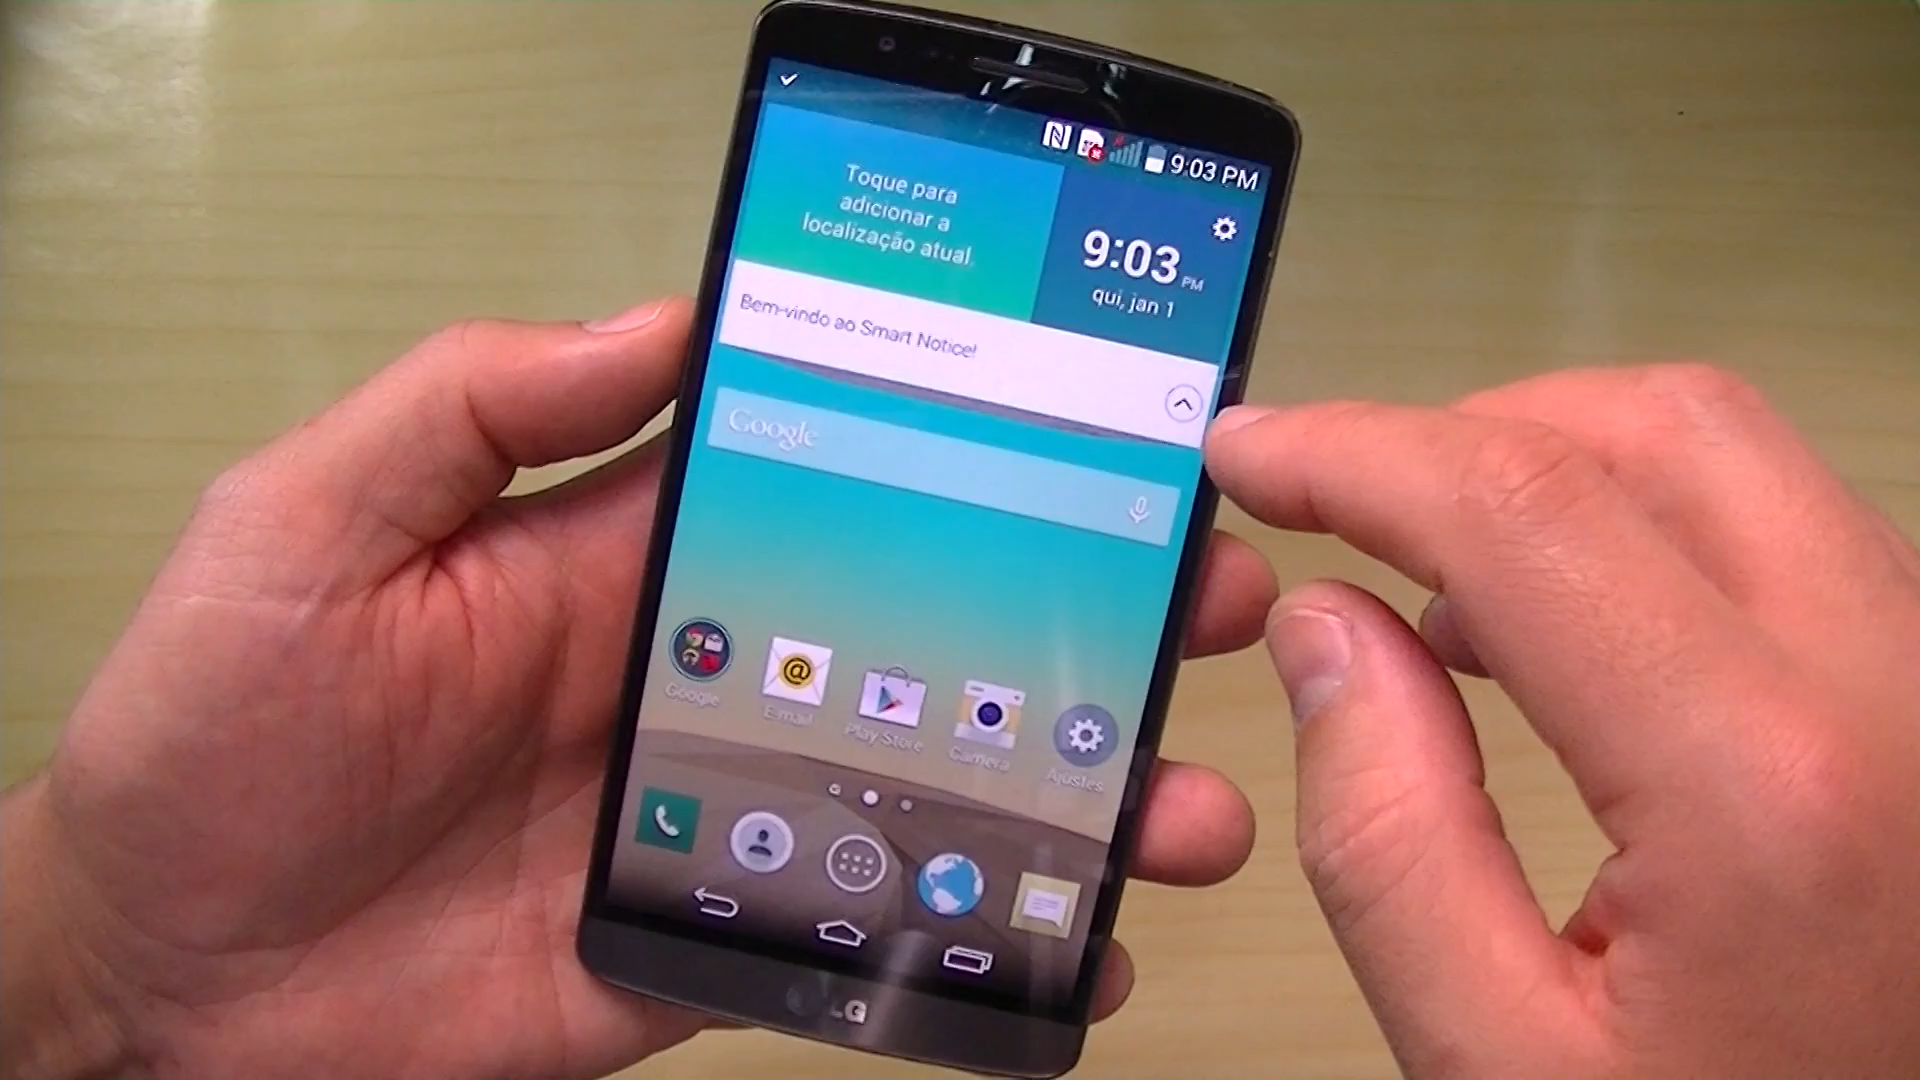 9:03 PM
Toque para
adicionar a
localização atual
9:03 PM
qui, jan 1
Bem-vindo ao Smart Notice!
Google
Google
E-mail
Play Store
Câmera
Ajustes
LG